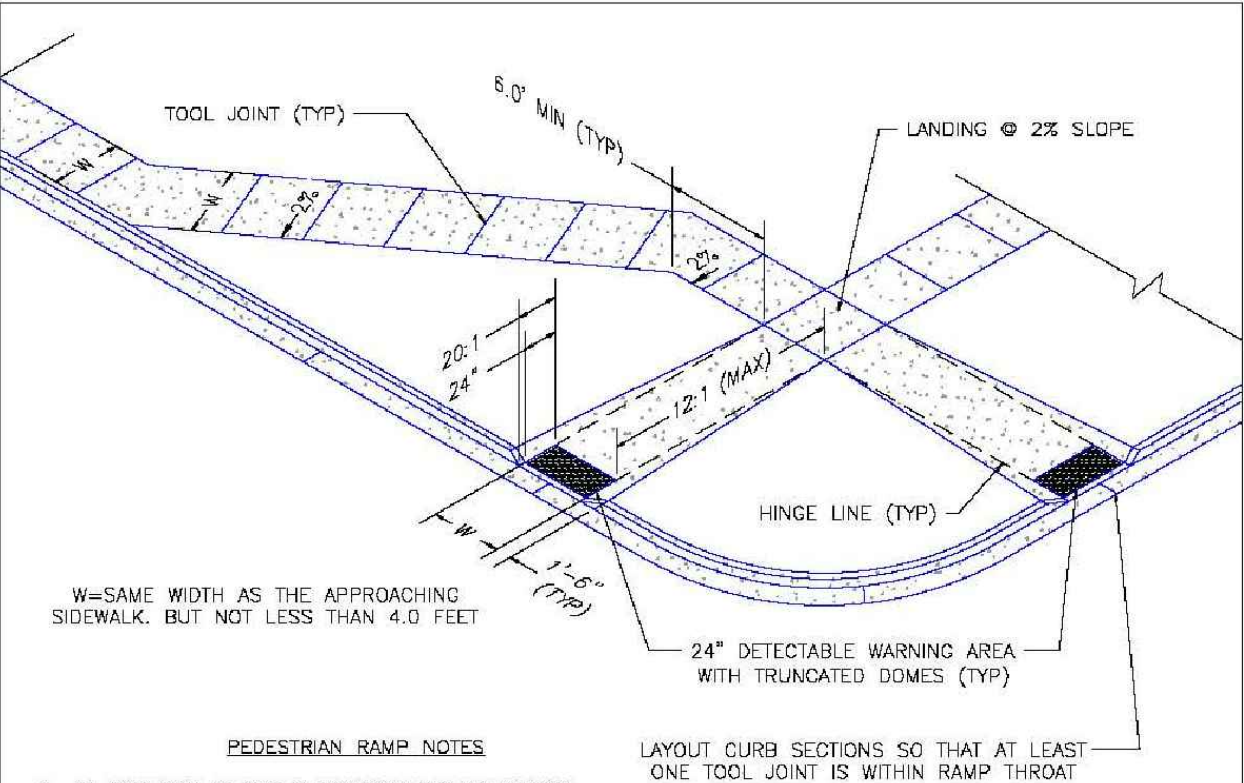 6.0' MIN (TYP)
TOOL JOINT (TYP)
LANDING @ 2% SLOPE
W
W
2%
2%
20:1
24"
12:1 (MAX)
HINGE LINE (TYP)
W
1'-6"
(TYP)
W=SAME WIDTH AS THE APPROACHING
SIDEWALK. BUT NOT LESS THAN 4.0 FEET
24" DETECTABLE WARNING AREA
WITH TRUNCATED DOMES (TYP)
PEDESTRIAN RAMP NOTES
LAYOUT CURB SECTIONS SO THAT AT LEAST
ONE TOOL JOINT IS WITHIN RAMP THROAT